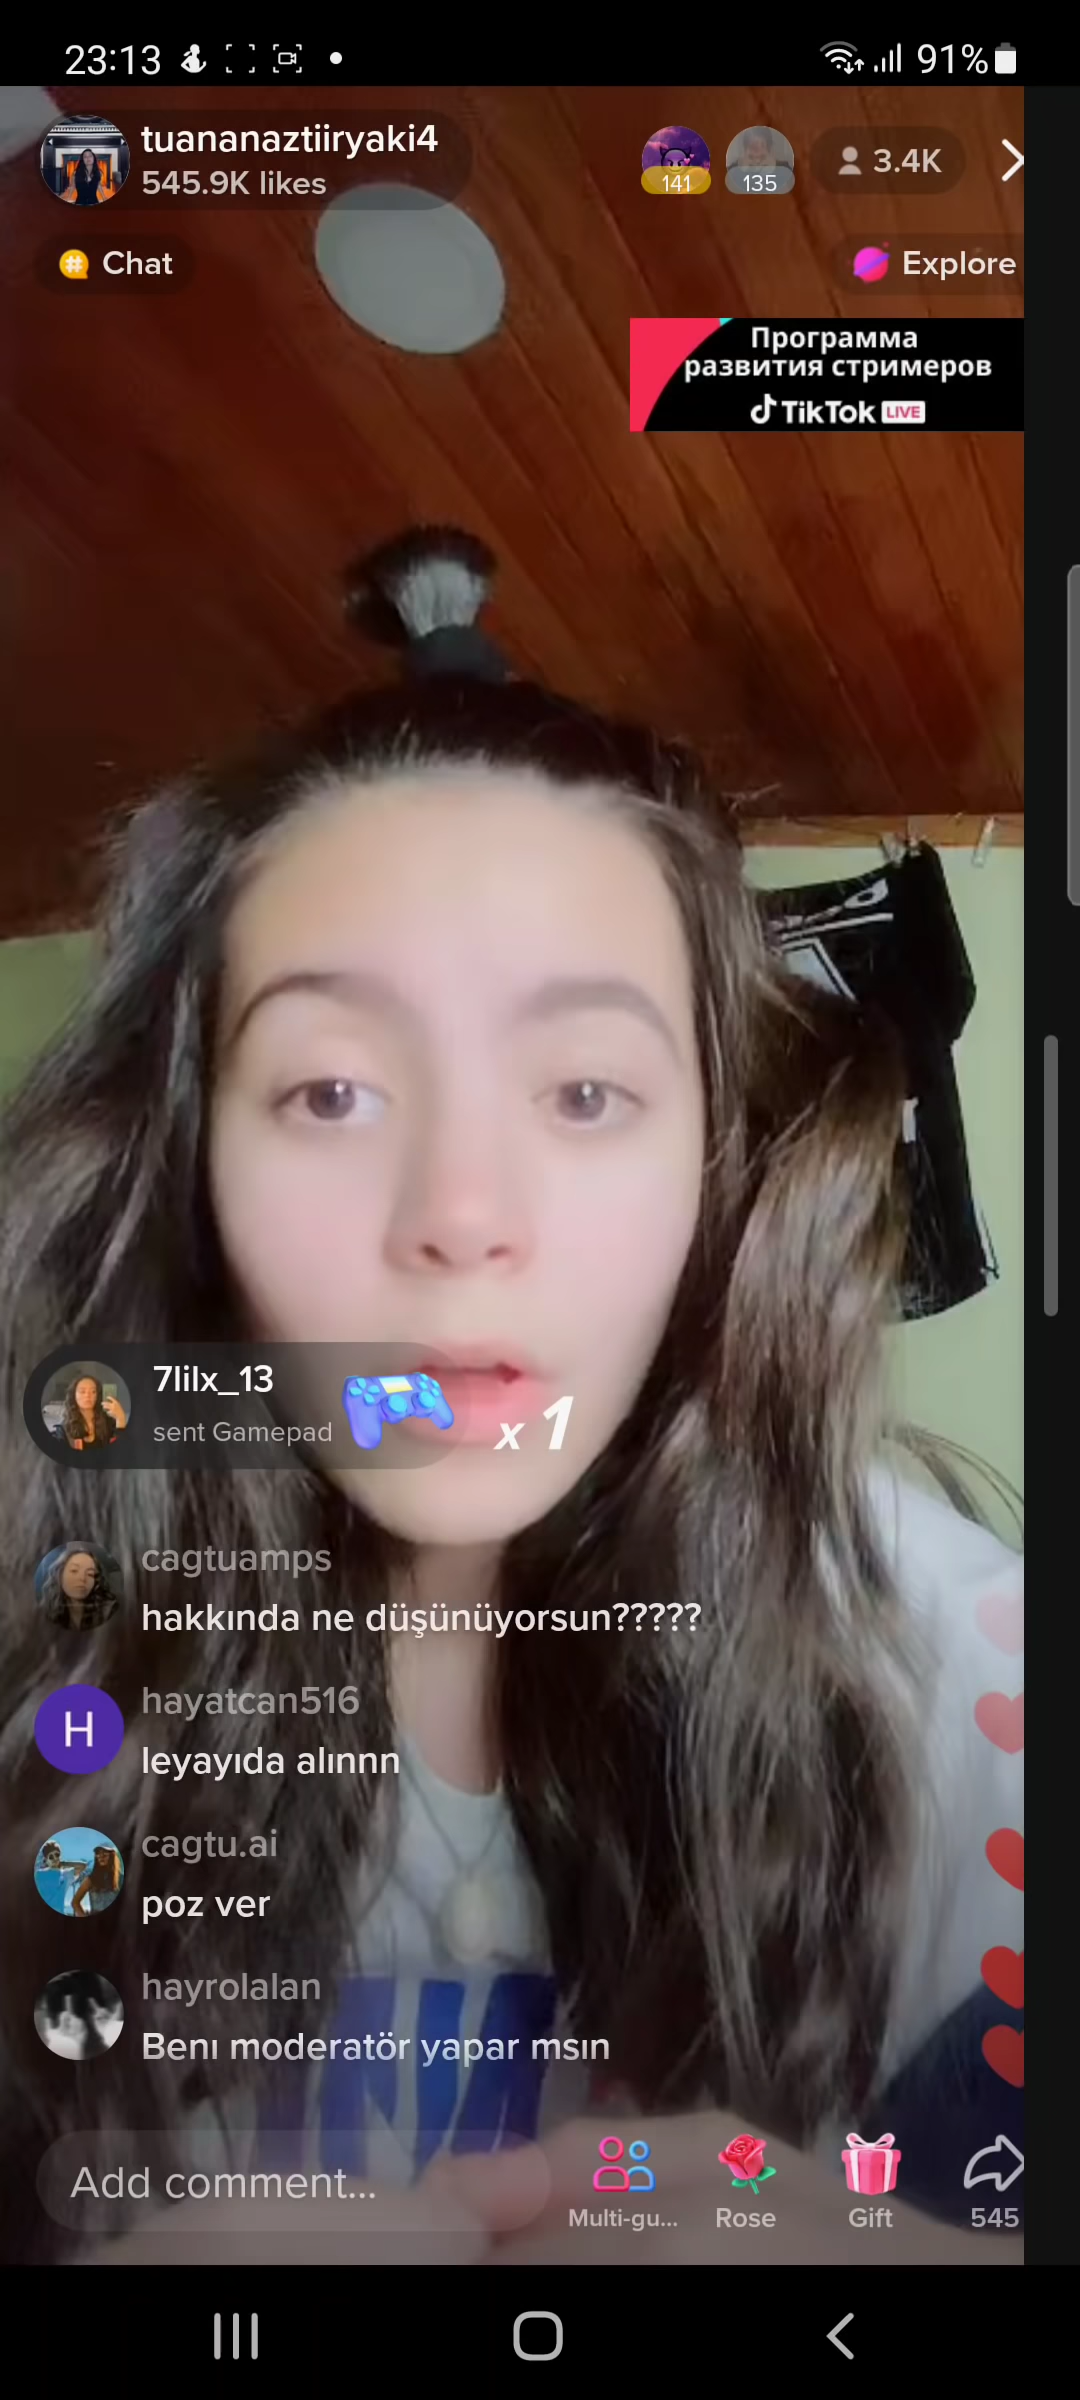 23:13
91%
tuananaztiiryaki4
545.9K likes
141
135
3.4K
Chat
Explore
Программа
развития стримеров
TikTok LIVE
7lilx_13
sent Gamepad
x 1
cagtuamps
hakkında ne düşünüyorsun?????
H
hayatcan516
leyayıda alınnn
cagtu.ai
poz ver
hayrolalan
Benı moderatör yapar msın
Add comment...
Multi-gu...
Rose
Gift
545